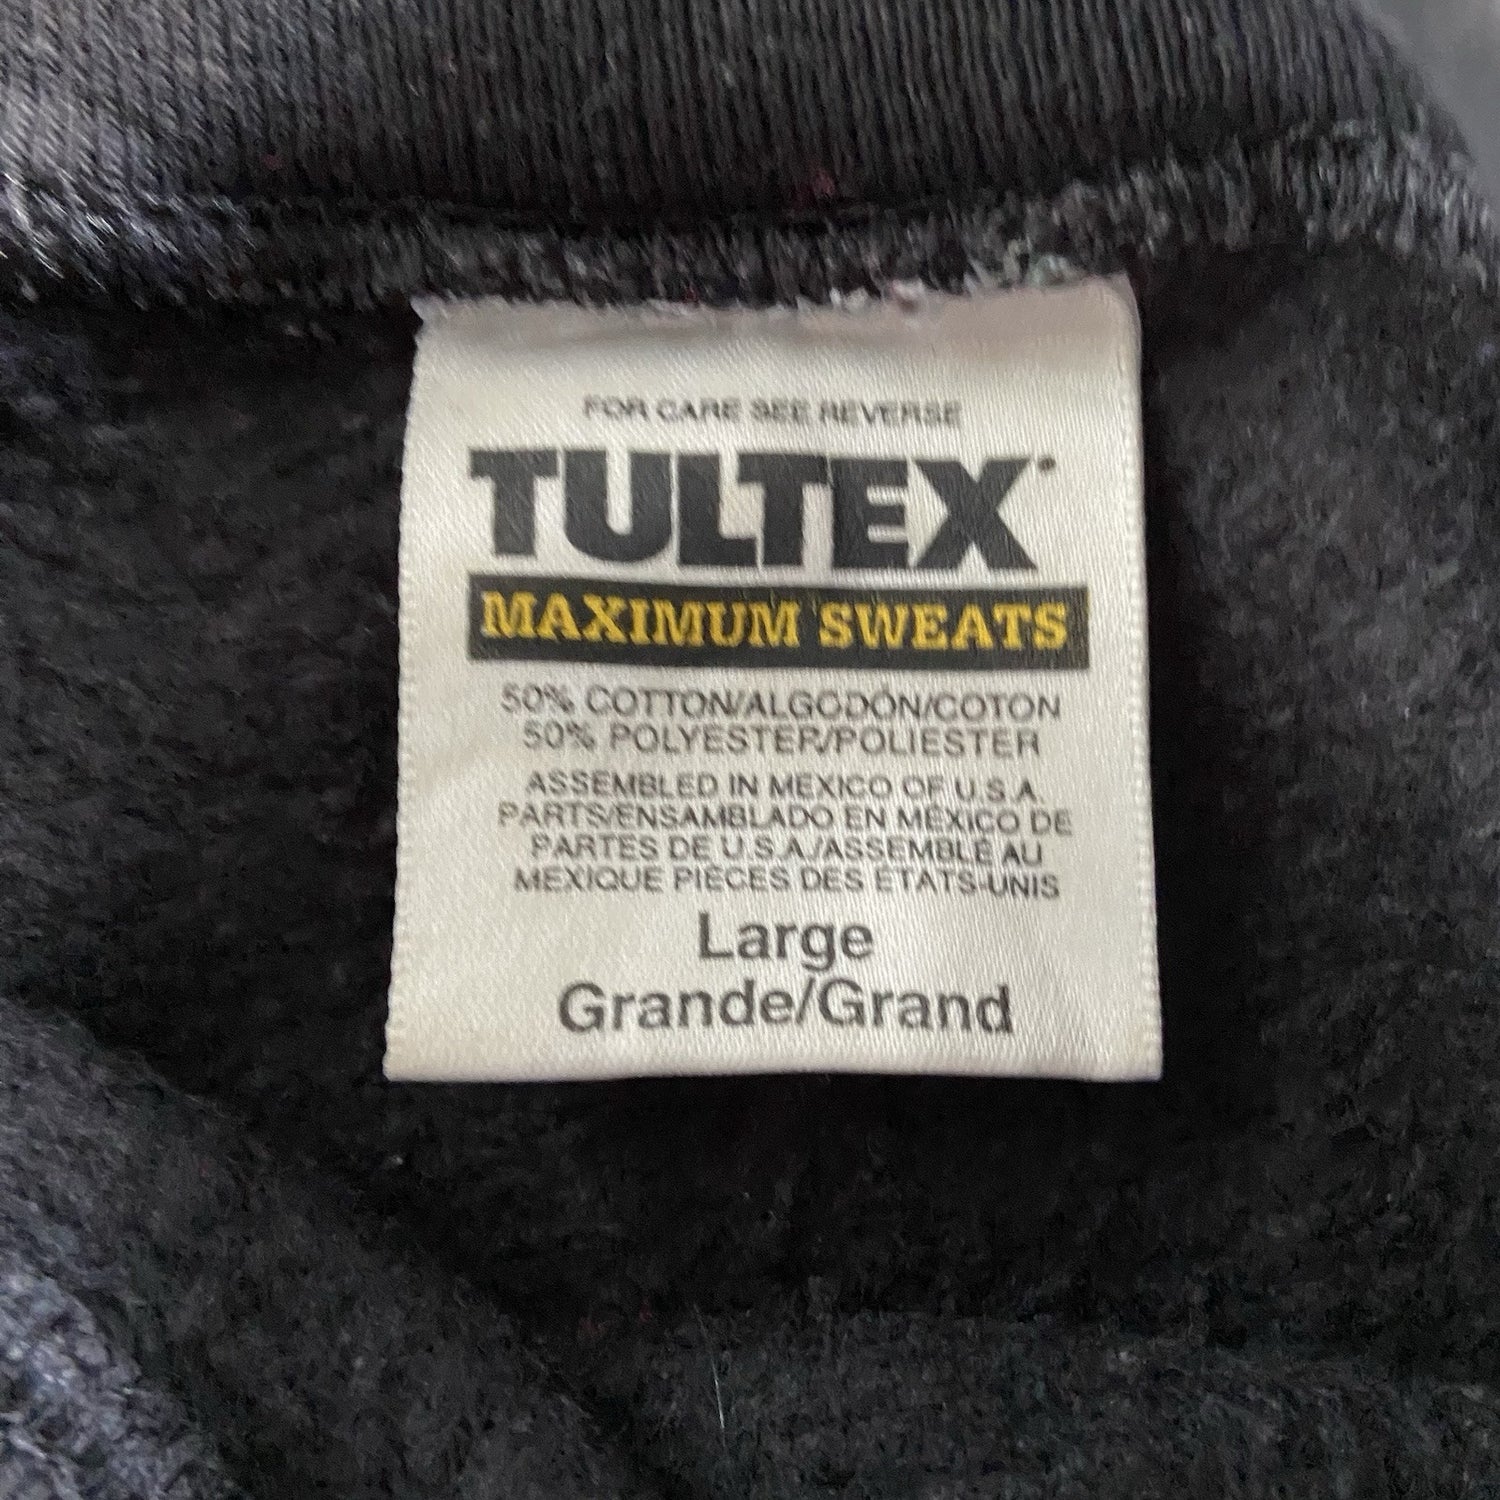 FOR CARE SEE REVERSE
TULTEX
MAXIMUM SWEATS
50% COTTON/ALGODÓN/COTON
50% POLYESTER/POLIESTER
ASSEMBLED IN MEXICO OF U.S.A.
PARTS/ENSAMBLADO EN MÉXICO DE
PARTES DE U.S.A./ASSEMBLÉ AU
MEXIQUE PIÈCES DES ÉTATS-UNIS
Large
Grande/Grand